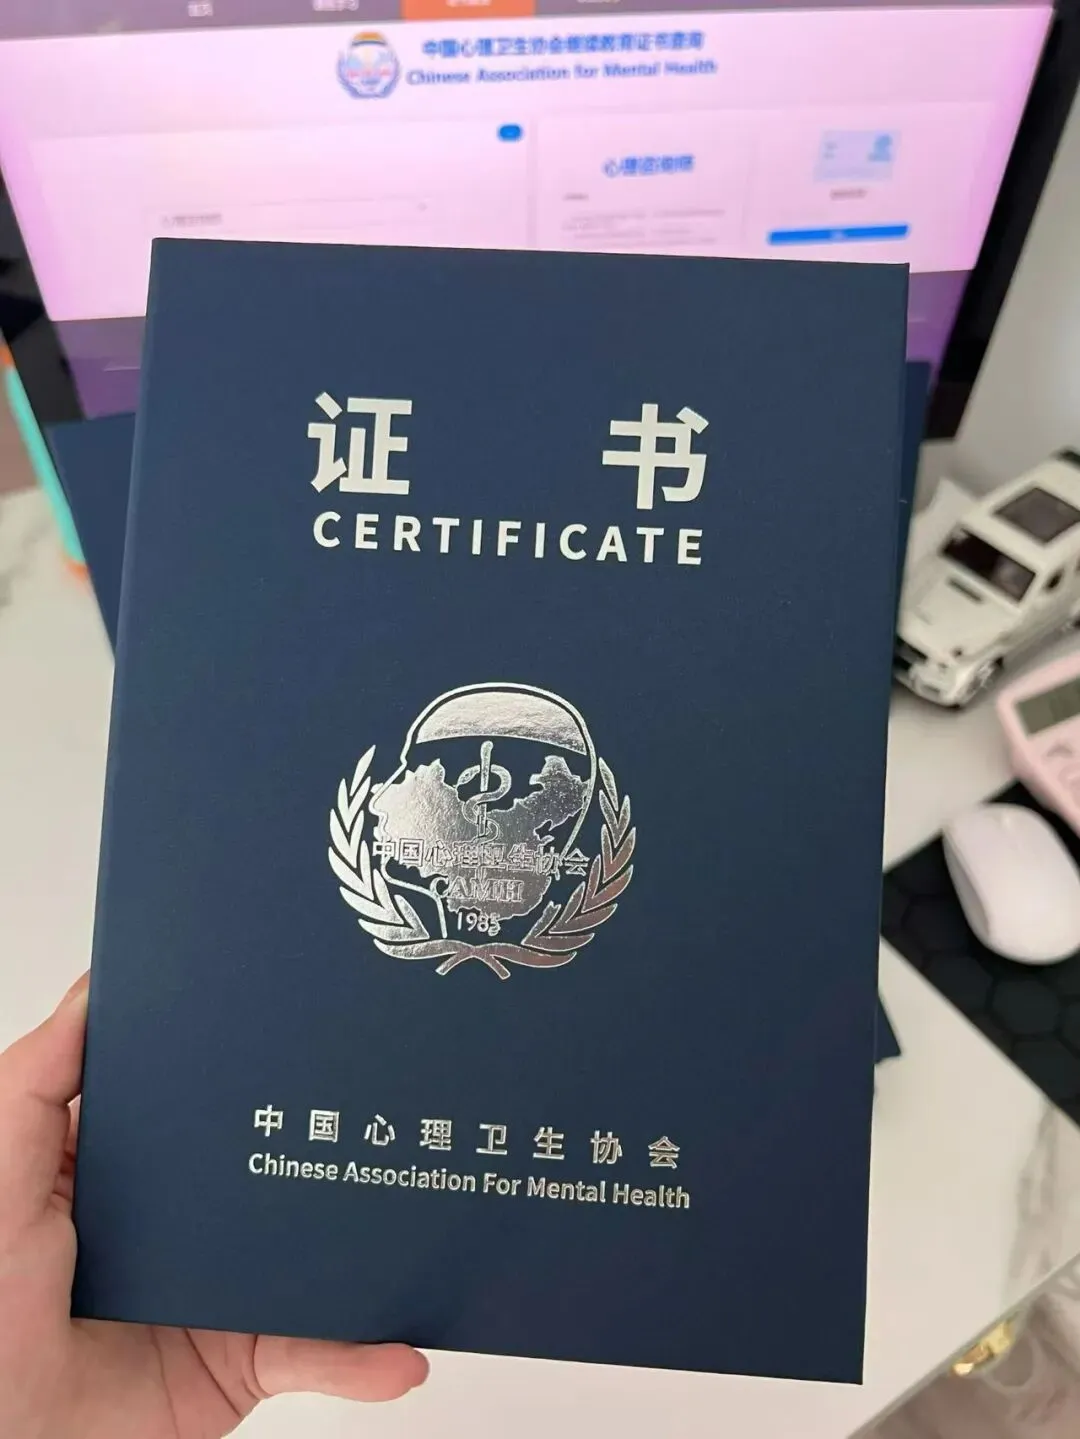 首页
中国心理卫生协会继续教育证书查询
Chinese Association for Mental Health
心理咨询师
证 书
CERTIFICATE
中国心理卫生协会
CAMH
1985
中国心理卫生协会
Chinese Association For Mental Health